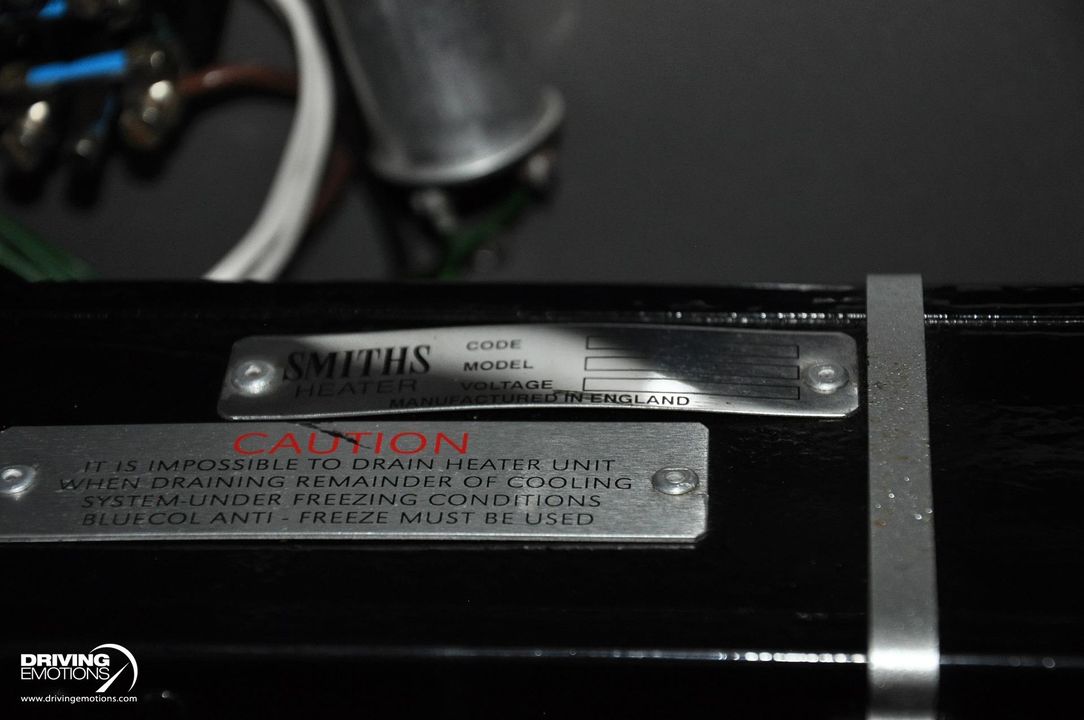 SMITHS
HEATER
CODE
MODEL
VOLTAGE
MANUFACTURED IN ENGLAND
CAUTION
IT IS IMPOSSIBLE TO DRAIN HEATER UNIT
WHEN DRAINING REMAINDER OF COOLING
SYSTEM-UNDER FREEZING CONDITIONS
BLUECOL ANTI - FREEZE MUST BE USED
DRIVING
EMOTIONS
www.drivingemotions.com